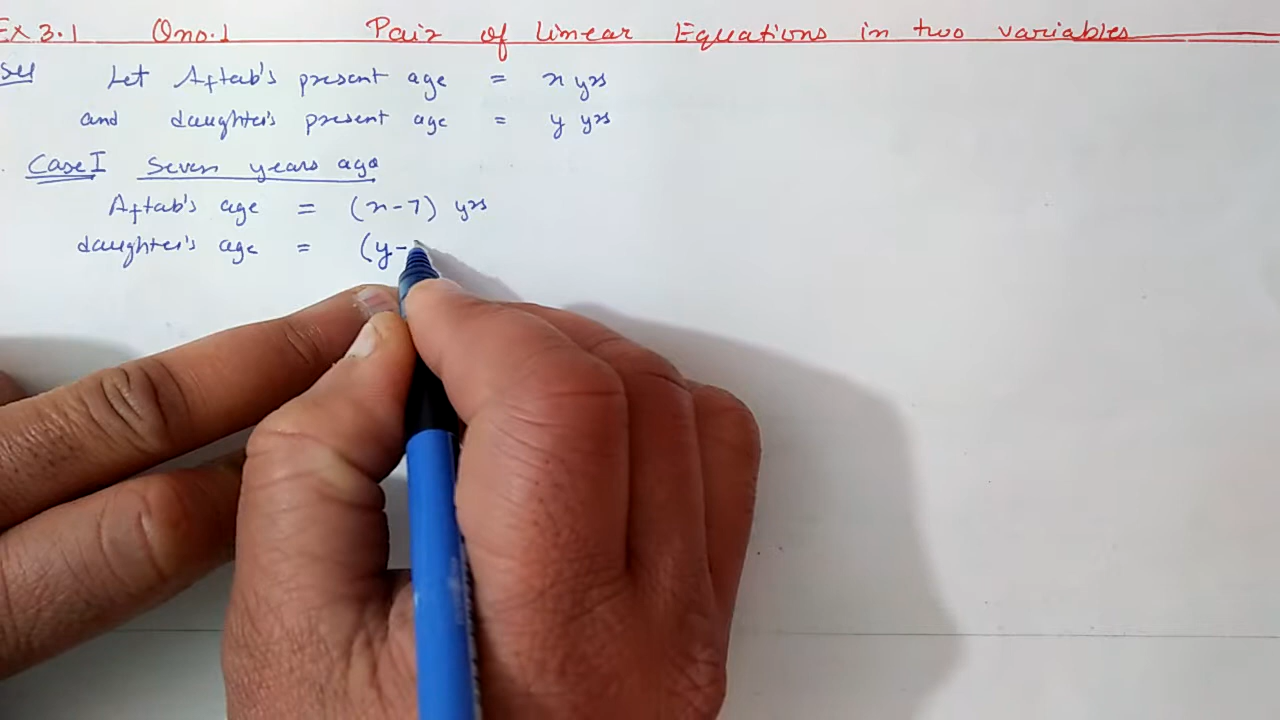 Ex 3.1 Qno.1 Pair of linear Equations in two variables
Sol Let Aftab's present age = x yrs
and daughter's present age = y yrs
Case I Seven years ago
Aftab's age = (x-7) yrs
daughter's age = (y-